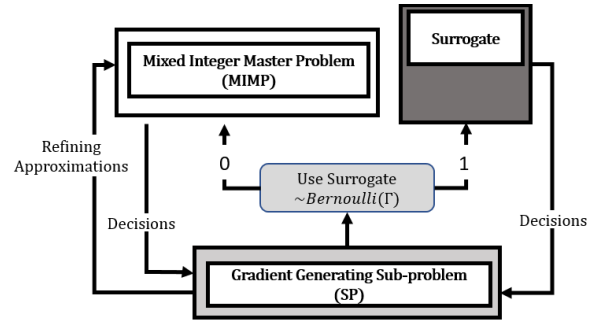 Mixed Integer Master Problem
(MIMP)
Surrogate
Refining
Approximations
0
1
Use Surrogate
~Bernoulli(Γ)
Decisions
Decisions
Gradient Generating Sub-problem
(SP)